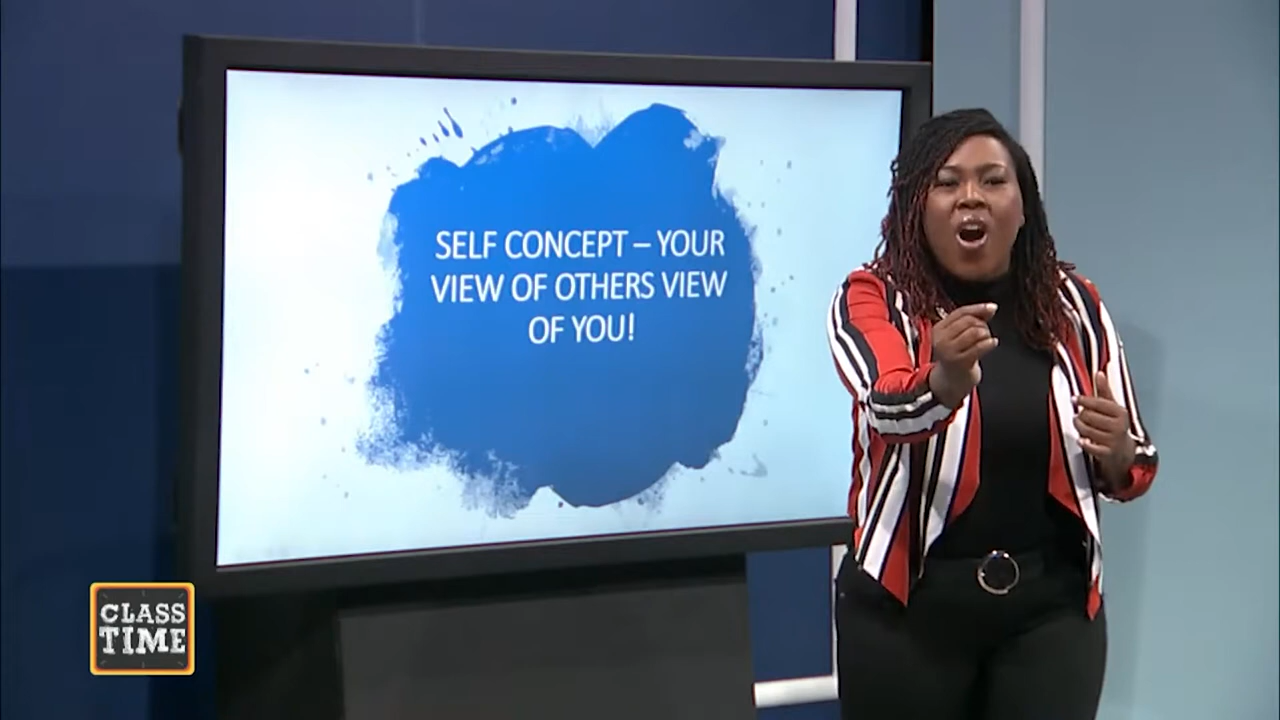 SELF CONCEPT – YOUR
VIEW OF OTHERS VIEW
OF YOU!
CLASS
TIME